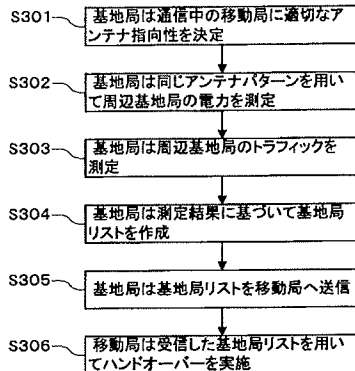 S301 基地局は通信中の移動局に適切なア
ンテナ指向性を決定
S302 基地局は同じアンテナパターンを用い
て周辺基地局の電力を測定
S303 基地局は周辺基地局のトラフィックを
測定
S304 基地局は測定結果に基づいて基地局
リストを作成
S305 基地局は基地局リストを移動局へ送信
S306 移動局は受信した基地局リストを用い
てハンドオーバーを実施